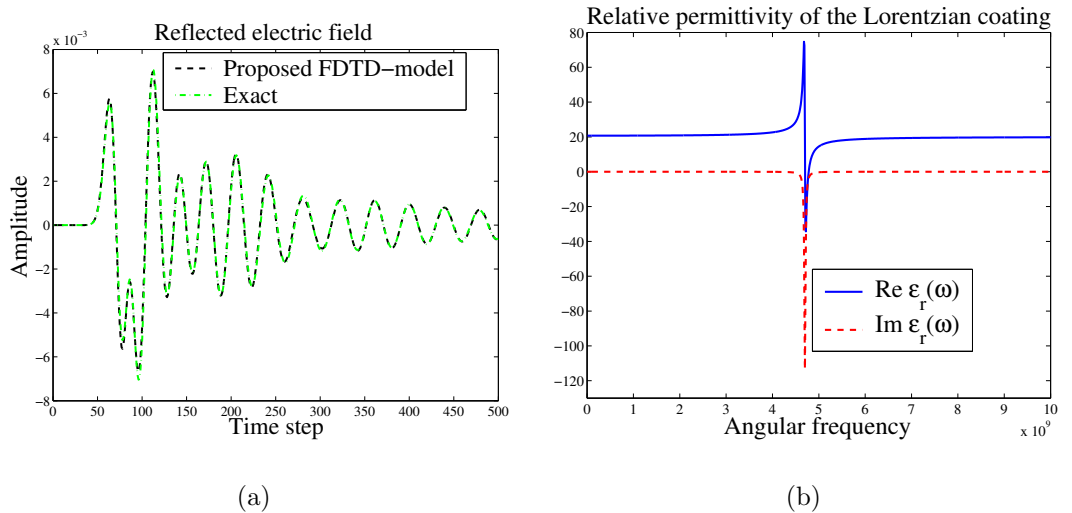 Reflected electric field
x 10⁻³
8
6
4
2
0
−2
−4
−6
−8
Amplitude
Proposed FDTD−model
Exact
0 50 100 150 200 250 300 350 400 450 500
Time step
(a)
Relative permittivity of the Lorentzian coating
80
60
40
20
0
−20
−40
−60
−80
−100
−120
Re ε_r(ω)
Im ε_r(ω)
0 1 2 3 4 5 6 7 8 9 10
x 10⁹
Angular frequency
(b)